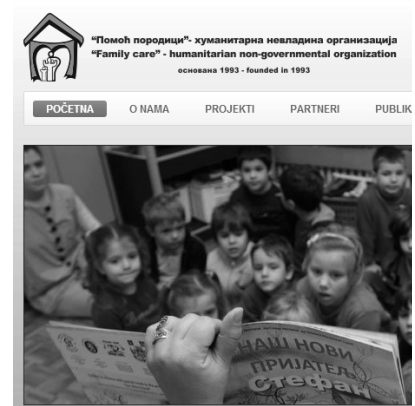 “Помоћ породици”- хуманитарна невладина организација
“Family care” - humanitarian non-governmental organization
основана 1993 - founded in 1993
POČETNA O NAMA PROJEKTI PARTNERI PUBLIK
НАШ НОВИ
ПРИЈАТЕЉ
Стефан